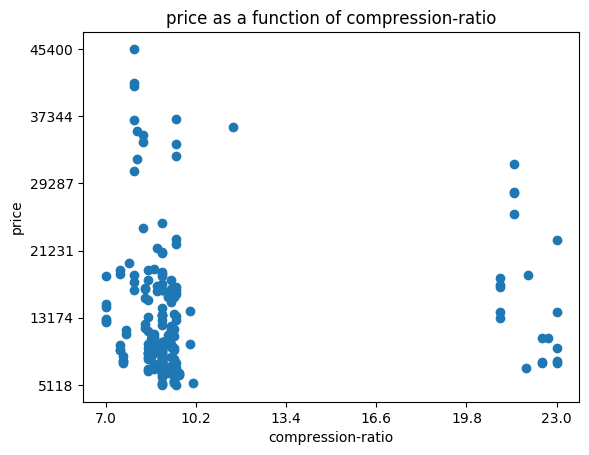 price as a function of compression-ratio
45400
37344
29287
21231
13174
5118
price
7.0 10.2 13.4 16.6 19.8 23.0
compression-ratio